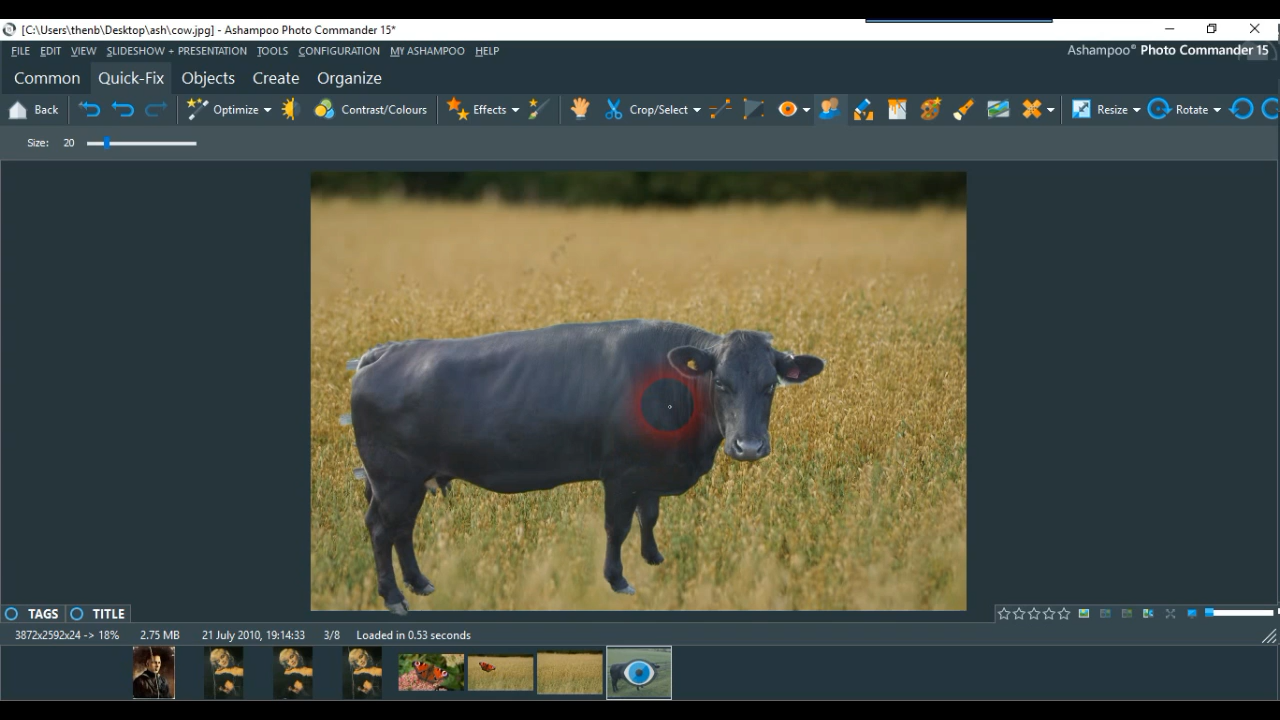 [C:\Users\thenb\Desktop\ash\cow.jpg] - Ashampoo Photo Commander 15*
FILE EDIT VIEW SLIDESHOW + PRESENTATION TOOLS CONFIGURATION MY ASHAMPOO HELP
Ashampoo® Photo Commander 15
Common Quick-Fix Objects Create Organize
Back Optimize Contrast/Colours Effects Crop/Select Resize Rotate
Size: 20
TAGS TITLE
3872x2592x24 -> 18% 2.75 MB 21 July 2010, 19:14:33 3/8 Loaded in 0.53 seconds